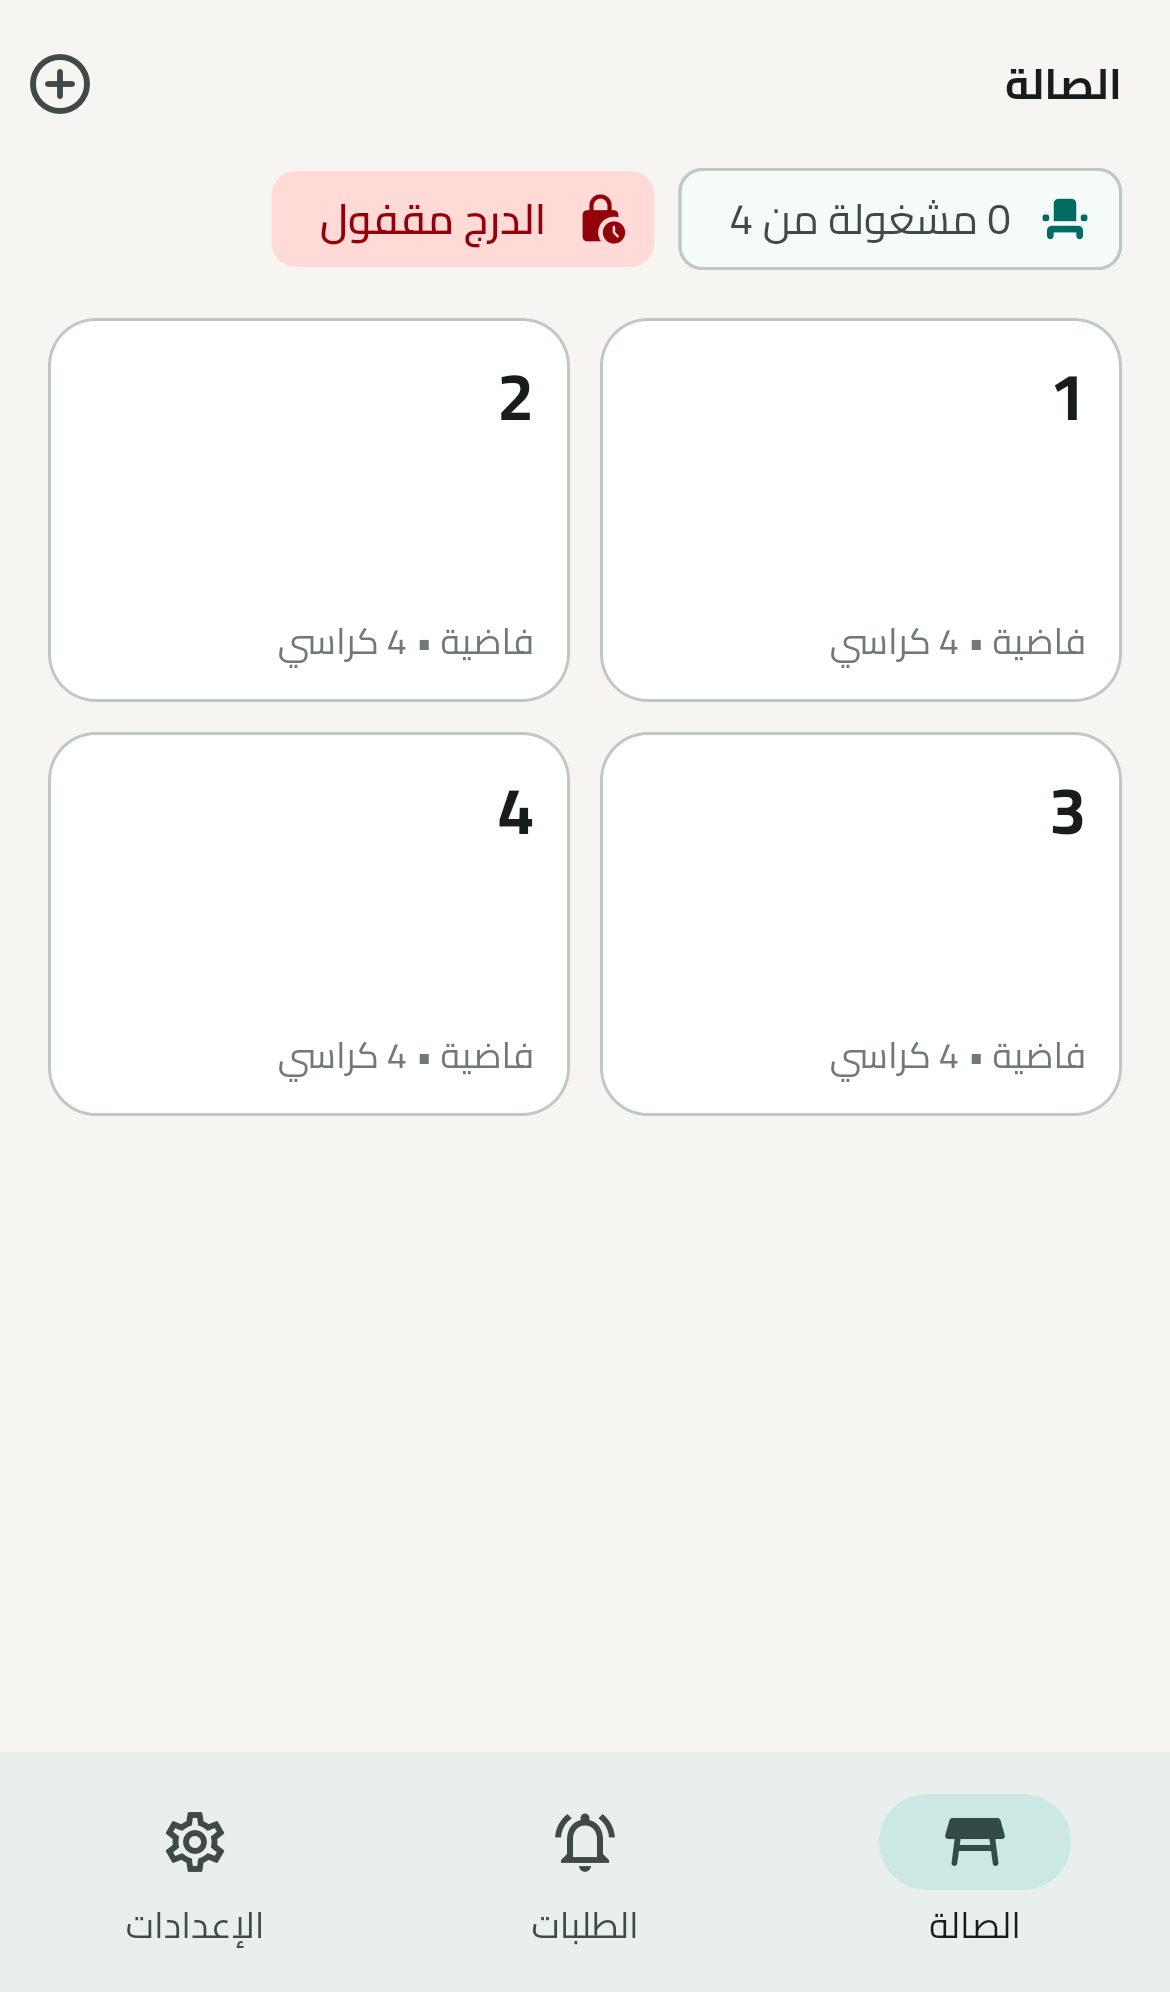 الصالة
0 مشغولة من 4
الدرج مقفول
1
فاضية ▪ 4 كراسي
2
فاضية ▪ 4 كراسي
3
فاضية ▪ 4 كراسي
4
فاضية ▪ 4 كراسي
الصالة
الطلبات
الإعدادات